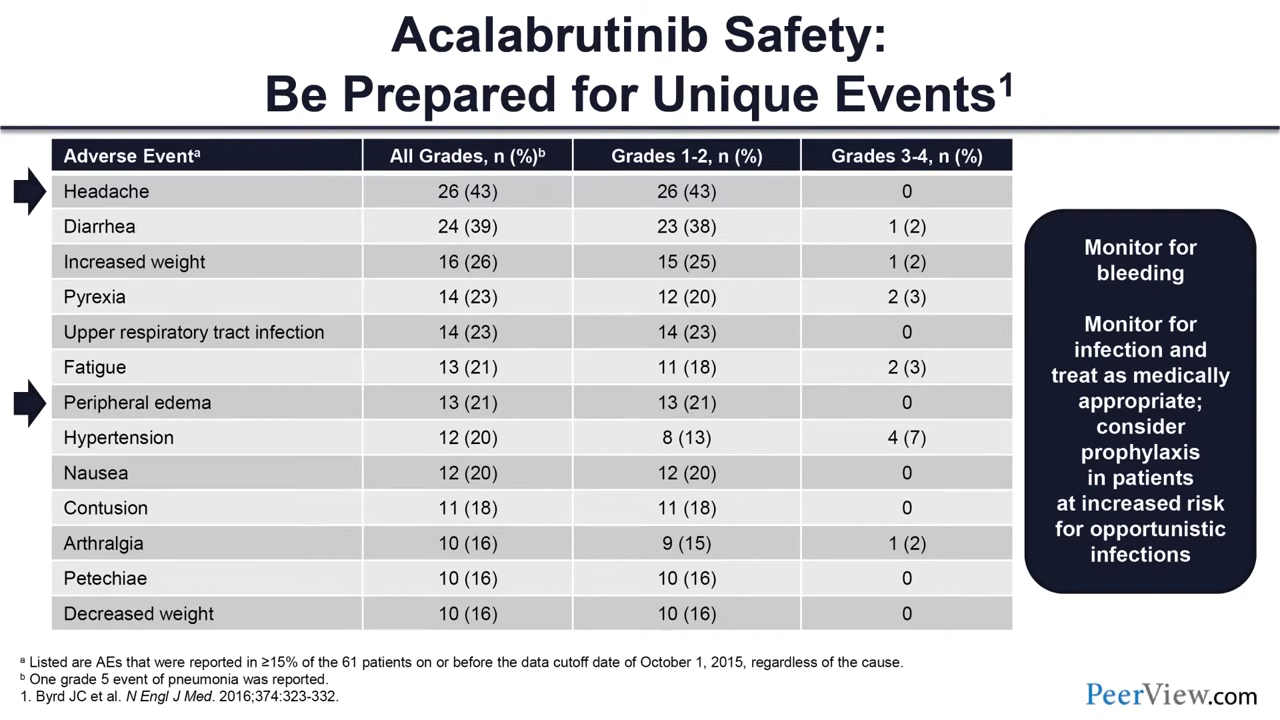 Acalabrutinib Safety:
Be Prepared for Unique Events1
Adverse Eventa All Grades, n (%)b Grades 1-2, n (%) Grades 3-4, n (%)
Headache 26 (43) 26 (43) 0
Diarrhea 24 (39) 23 (38) 1 (2)
Increased weight 16 (26) 15 (25) 1 (2)
Pyrexia 14 (23) 12 (20) 2 (3)
Upper respiratory tract infection 14 (23) 14 (23) 0
Fatigue 13 (21) 11 (18) 2 (3)
Peripheral edema 13 (21) 13 (21) 0
Hypertension 12 (20) 8 (13) 4 (7)
Nausea 12 (20) 12 (20) 0
Contusion 11 (18) 11 (18) 0
Arthralgia 10 (16) 9 (15) 1 (2)
Petechiae 10 (16) 10 (16) 0
Decreased weight 10 (16) 10 (16) 0
Monitor for
bleeding
Monitor for
infection and
treat as medically
appropriate;
consider
prophylaxis
in patients
at increased risk
for opportunistic
infections
a Listed are AEs that were reported in ≥15% of the 61 patients on or before the data cutoff date of October 1, 2015, regardless of the cause.
b One grade 5 event of pneumonia was reported.
1. Byrd JC et al. N Engl J Med. 2016;374:323-332.
PeerView.com